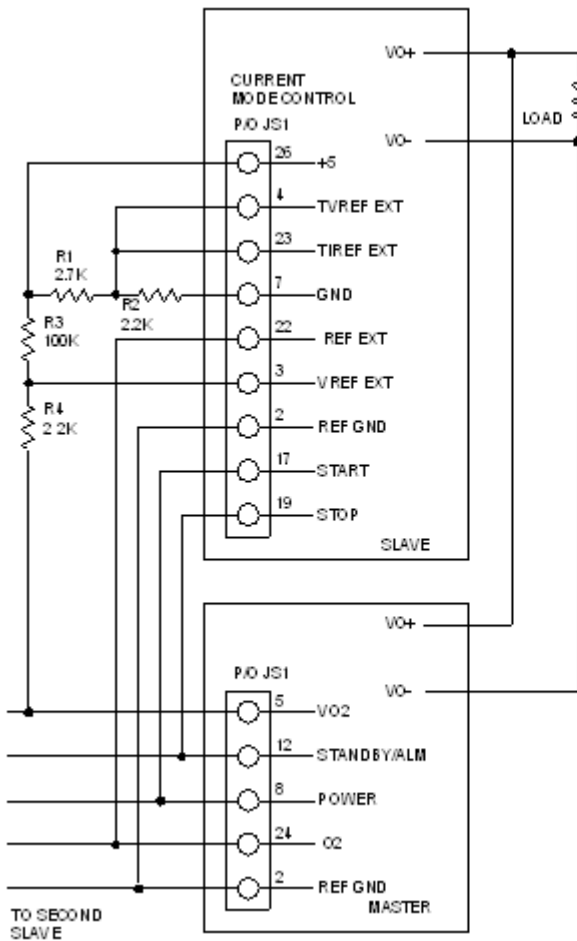 VO+
CURRENT
MODE CONTROL
LOAD
VO-
P/O JS1
26 +5
4 TVREF EXT
23 TIREF EXT
R1
2.7K
7 GND
R2
2.2K
R3
100K
22 REF EXT
3 VREF EXT
R4
2.2K
2 REF GND
17 START
19 STOP
SLAVE
VO+
P/O JS1
VO-
5 VO2
12 STANDBY/ALM
8 POWER
24 O2
2 REF GND
MASTER
TO SECOND
SLAVE